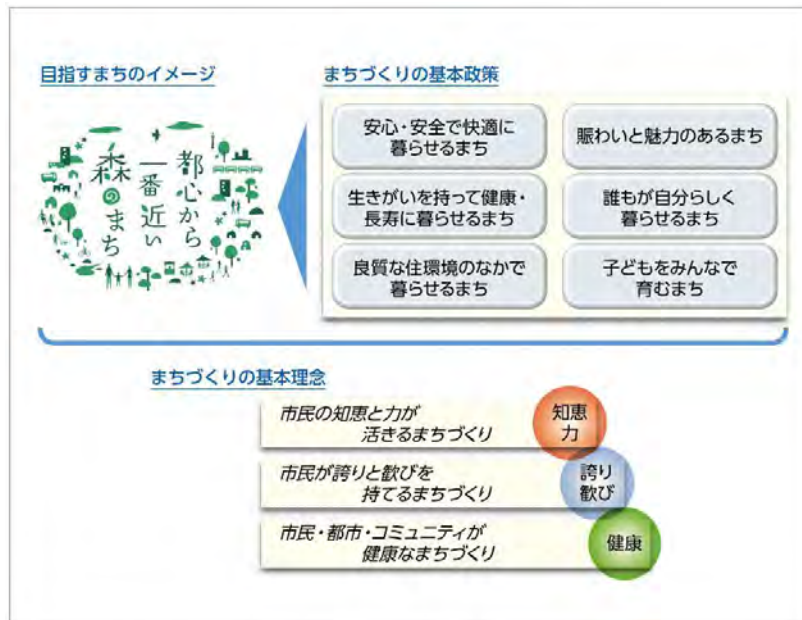 目指すまちのイメージ
都心から
一番近い
森のまち
まちづくりの基本政策
安心・安全で快適に
暮らせるまち
賑わいと魅力のあるまち
生きがいを持って健康・
長寿に暮らせるまち
誰もが自分らしく
暮らせるまち
良質な住環境のなかで
暮らせるまち
子どもをみんなで
育むまち
まちづくりの基本理念
市民の知恵と力が
活きるまちづくり
知恵
力
市民が誇りと歓びを
持てるまちづくり
誇り
歓び
市民・都市・コミュニティが
健康なまちづくり
健康